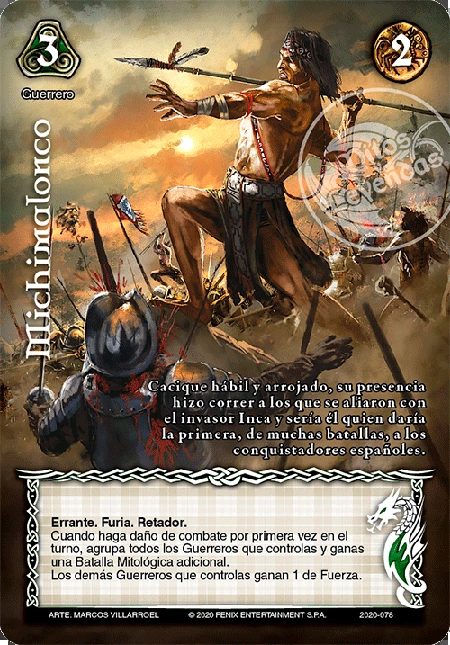 3
2
Guerrero
Mitos
y
Leyendas
Michimalonco
Cacique hábil y arrojado, su presencia
hizo correr a los que se aliaron con
el invasor Inca y sería él quien daría
la primera, de muchas batallas, a los
conquistadores españoles.
Errante. Furia. Retador.
Cuando haga daño de combate por primera vez en el
turno, agrupa todos los Guerreros que controlas y ganas
una Batalla Mitológica adicional.
Los demás Guerreros que controlas ganan 1 de Fuerza.
ARTE. MARCOS VILLARROEL
© 2020 FENIX ENTERTAINMENT S.P.A.
2020-078